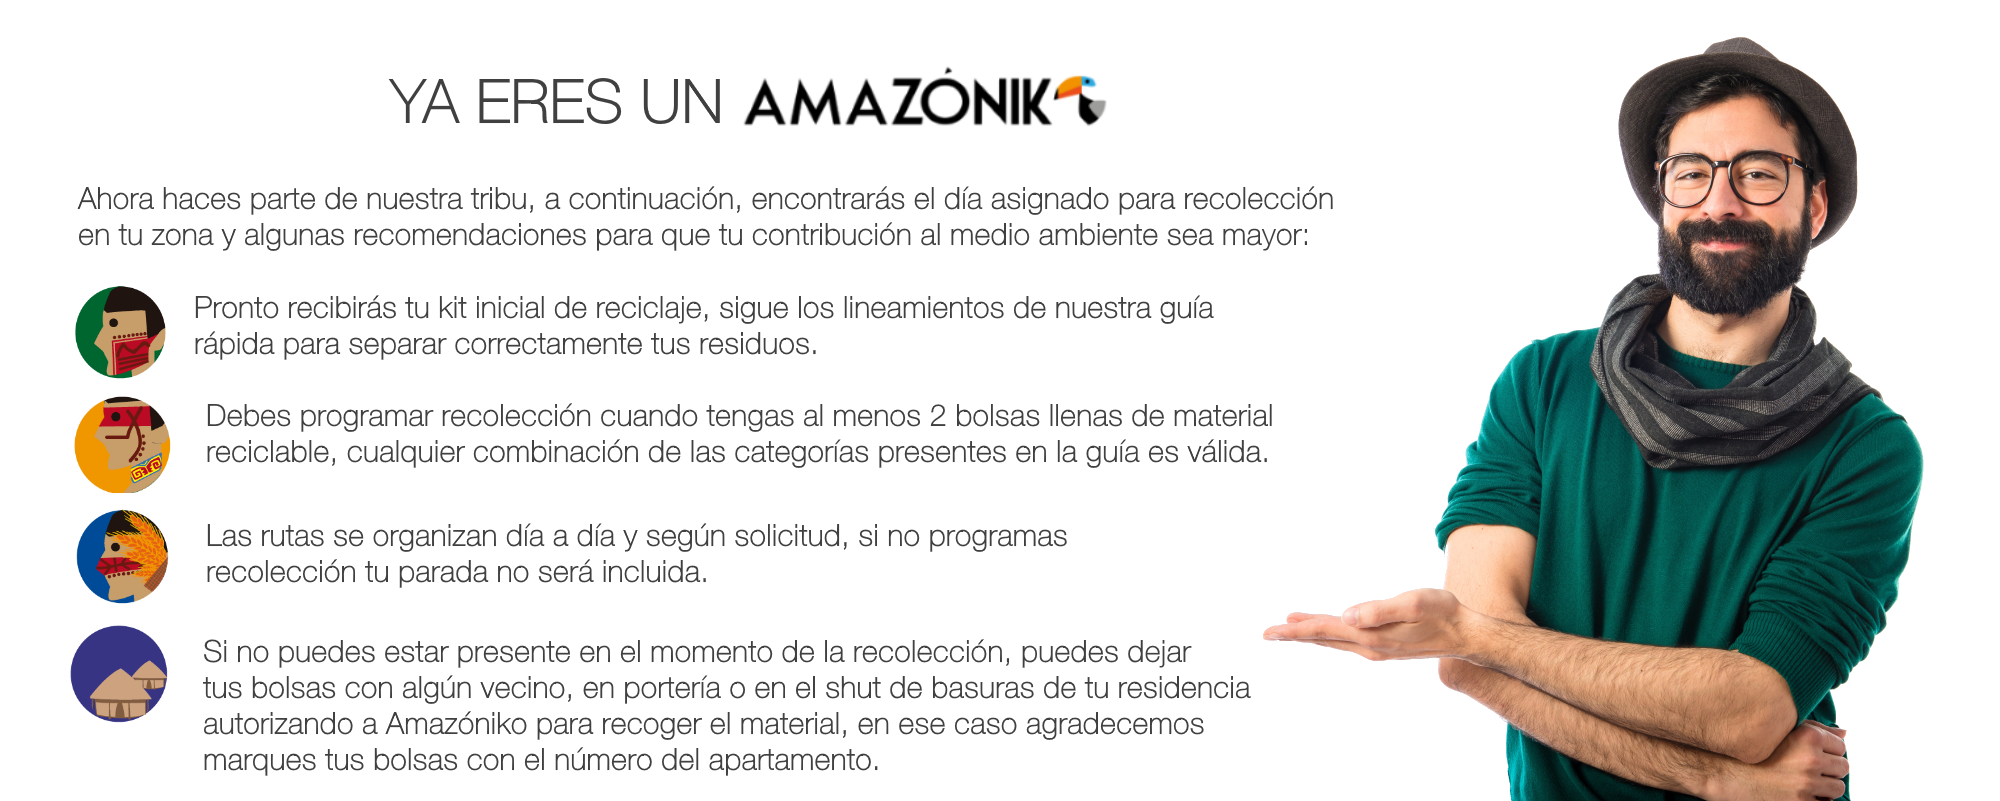 YA ERES UN AMAZÓNIK
Ahora haces parte de nuestra tribu, a continuación, encontrarás el día asignado para recolección
en tu zona y algunas recomendaciones para que tu contribución al medio ambiente sea mayor:
Pronto recibirás tu kit inicial de reciclaje, sigue los lineamientos de nuestra guía
rápida para separar correctamente tus residuos.
Debes programar recolección cuando tengas al menos 2 bolsas llenas de material
reciclable, cualquier combinación de las categorías presentes en la guía es válida.
Las rutas se organizan día a día y según solicitud, si no programas
recolección tu parada no será incluida.
Si no puedes estar presente en el momento de la recolección, puedes dejar
tus bolsas con algún vecino, en portería o en el shut de basuras de tu residencia
autorizando a Amazóniko para recoger el material, en ese caso agradecemos
marques tus bolsas con el número del apartamento.